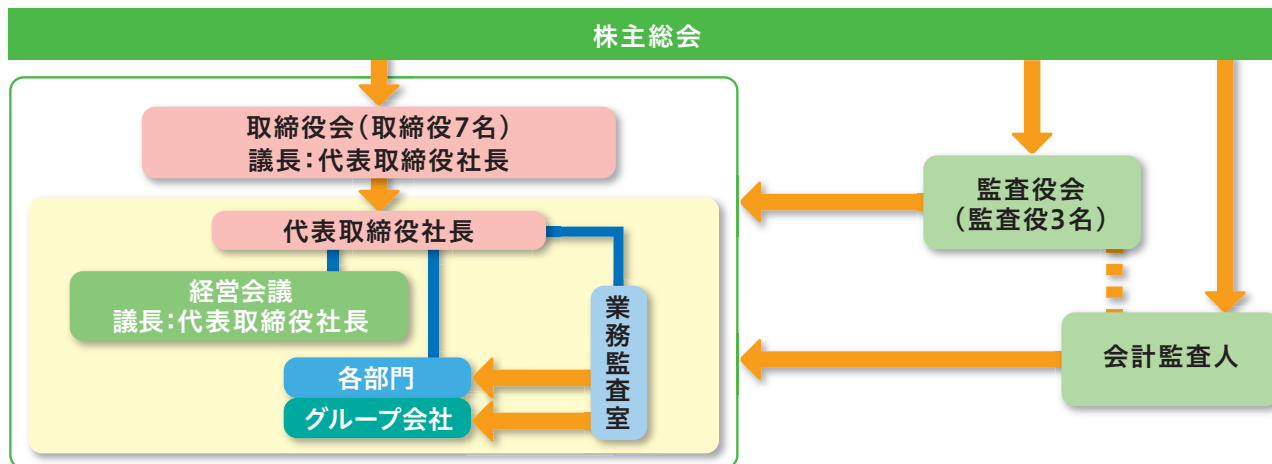 株主総会
取締役会(取締役7名)
議長:代表取締役社長
代表取締役社長
経営会議
議長:代表取締役社長
業務監査室
各部門
グループ会社
監査役会
(監査役3名)
会計監査人